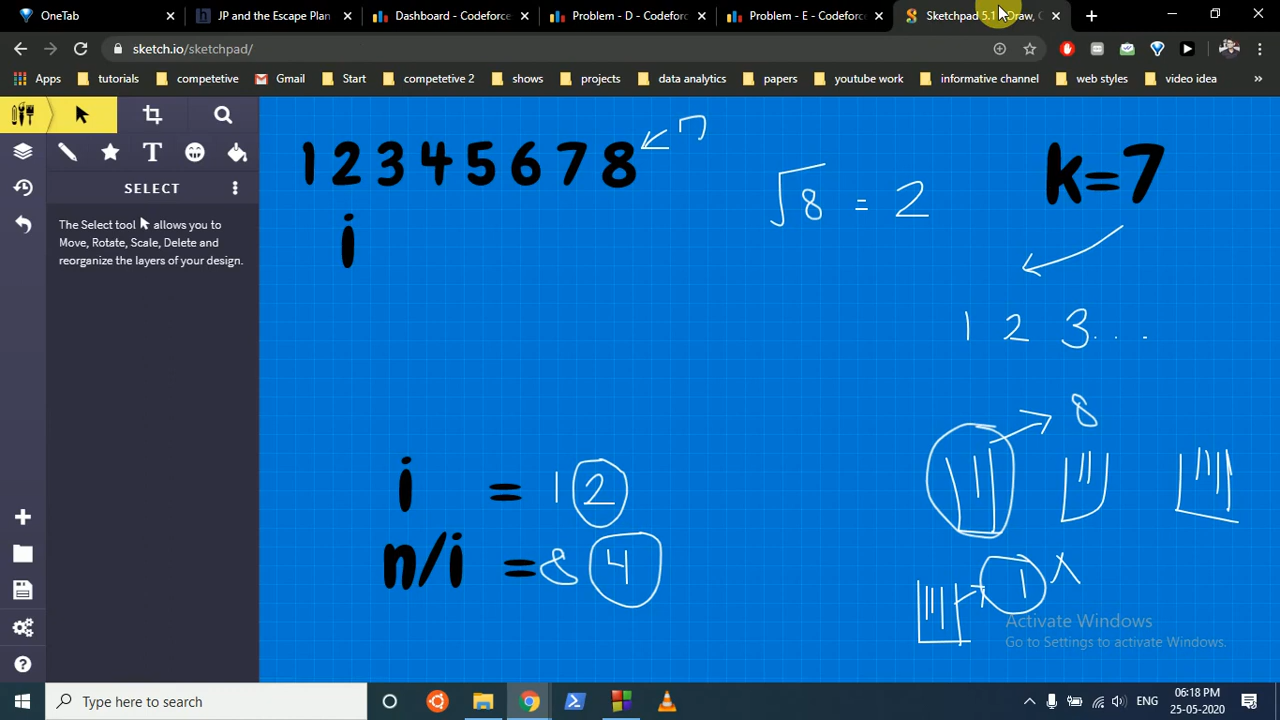 OneTab
JP and the Escape Plan
Dashboard - Codeforce
Problem - D - Codeforc
Problem - E - Codeforc
Sketchpad 5.1
Draw, C
sketch.io/sketchpad/
Apps
tutorials
competetive
Gmail
Start
competetive 2
shows
projects
data analytics
papers
youtube work
informative channel
web styles
video idea
»
SELECT
The Select tool allows you to
Move, Rotate, Scale, Delete and
reorganize the layers of your design.
1 2 3 4 5 6 7 8
i
√8 = 2
k=7
1 2 3 . . .
8
i = 1 2
n/i = 8 4
1
Activate Windows
Go to Settings to activate Windows.
Type here to search
ENG
06:18 PM
25-05-2020